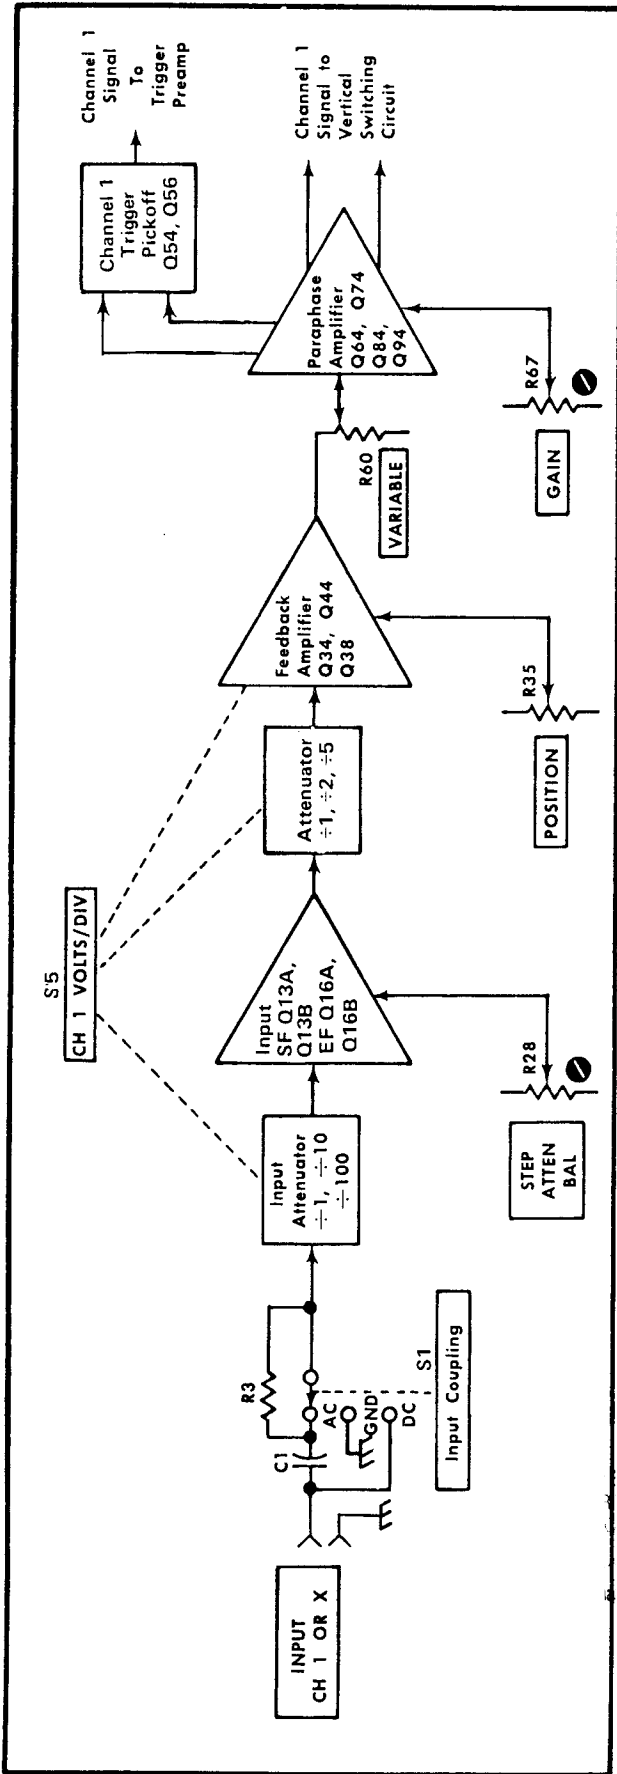 INPUT
CH 1 OR X
C1
R3
AC
GND
DC
S1
Input Coupling
Input
Attenuator
÷1, ÷10
÷100
S'5
CH 1 VOLTS/DIV
Input
SF Q13A,
Q13B
EF Q16A,
Q16B
R28
STEP
ATTEN
BAL
Attenuator
÷1, ÷2, ÷5
Feedback
Amplifier
Q34, Q44
Q38
R35
POSITION
R60
VARIABLE
Paraphase
Amplifier
Q64, Q74
Q84,
Q94
R67
GAIN
Channel 1
Trigger
Pickoff
Q54, Q56
Channel 1
Signal
To
Trigger
Preamp
Channel 1
Signal to
Vertical
Switching
Circuit